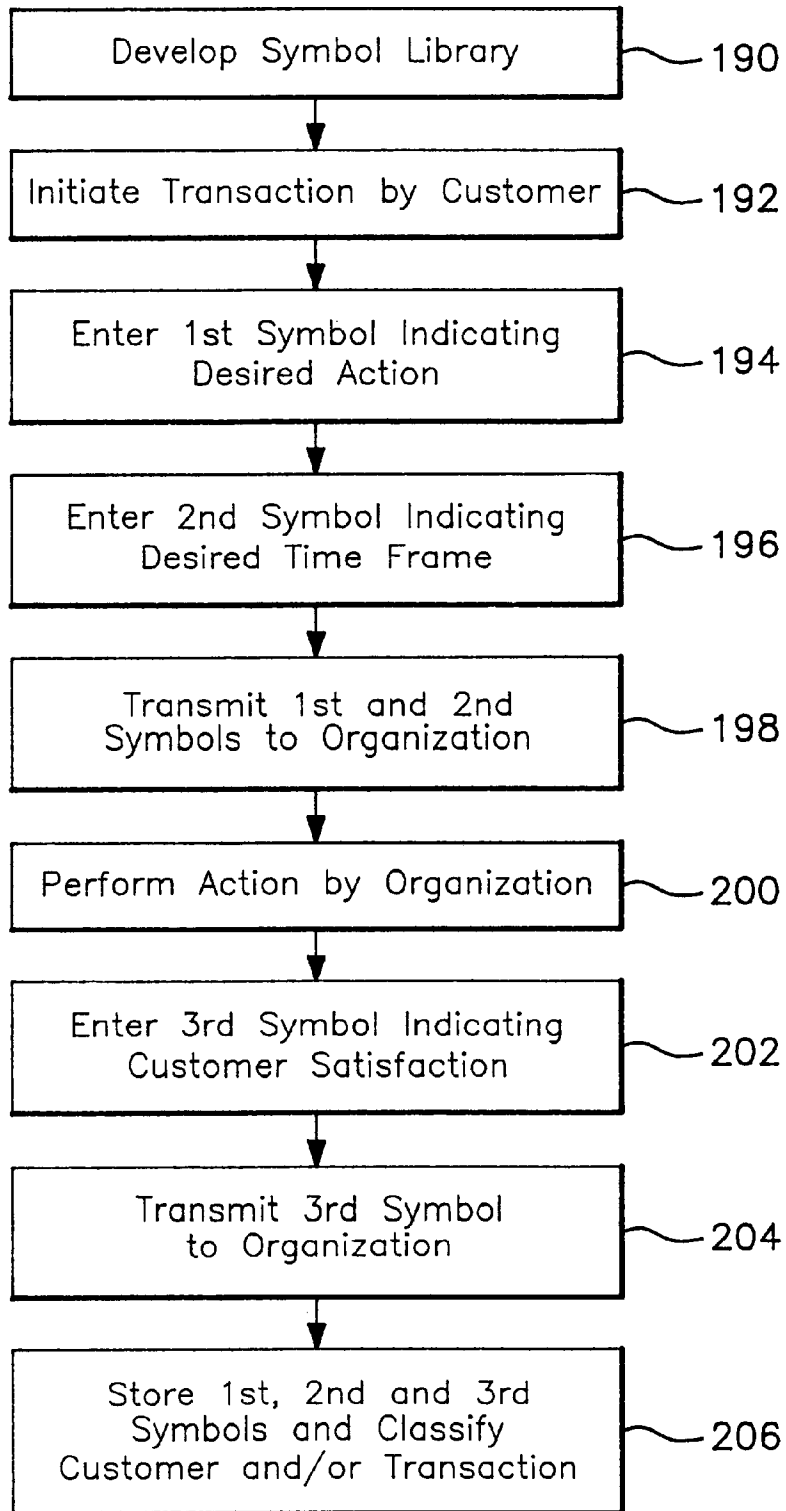 Develop Symbol Library
190
Initiate Transaction by Customer
192
Enter 1st Symbol Indicating
Desired Action
194
Enter 2nd Symbol Indicating
Desired Time Frame
196
Transmit 1st and 2nd
Symbols to Organization
198
Perform Action by Organization
200
Enter 3rd Symbol Indicating
Customer Satisfaction
202
Transmit 3rd Symbol
to Organization
204
Store 1st, 2nd and 3rd
Symbols and Classify
Customer and/or Transaction
206